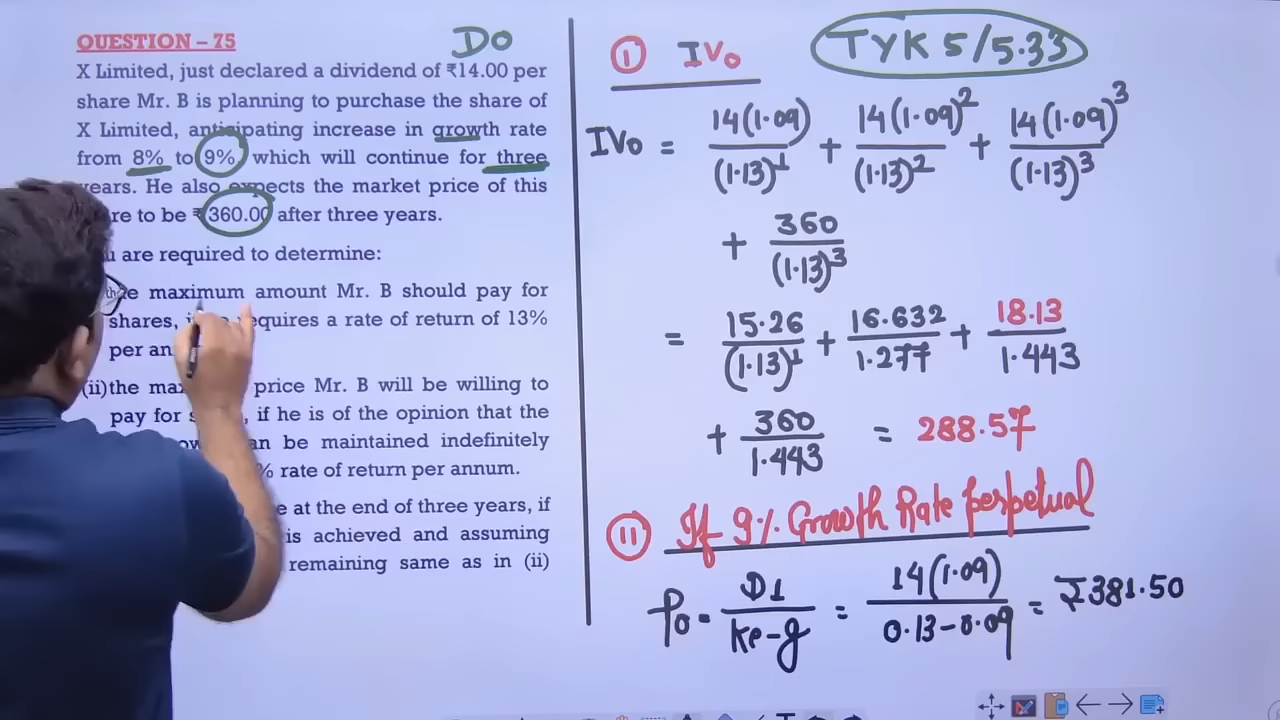 QUESTION – 75
DO
X Limited, just declared a dividend of ₹14.00 per
share Mr. B is planning to purchase the share of
X Limited, anticipating increase in growth rate
from 8% to 9%, which will continue for three
years. He also expects the market price of this
re to be ₹360.00 after three years.
are required to determine:
maximum amount Mr. B should pay for
shares, requires a rate of return of 13%
per an
(ii) the price Mr. B will be willing to
pay for if he is of the opinion that the
be maintained indefinitely
% rate of return per annum.
e at the end of three years, if
is achieved and assuming
remaining same as in (ii)
① IV₀
TYK 5/5.33
IV₀ = 14(1.09)/(1.13)¹ + 14(1.09)²/(1.13)² + 14(1.09)³/(1.13)³
+ 360/(1.13)³
= 15.26/(1.13)¹ + 16.632/1.277 + 18.13/1.443
+ 360/1.443 = 288.57
(II) If 9% Growth Rate perpetual
P₀ = D1/(Ke-g) = 14(1.09)/(0.13-0.09) = ₹381.50